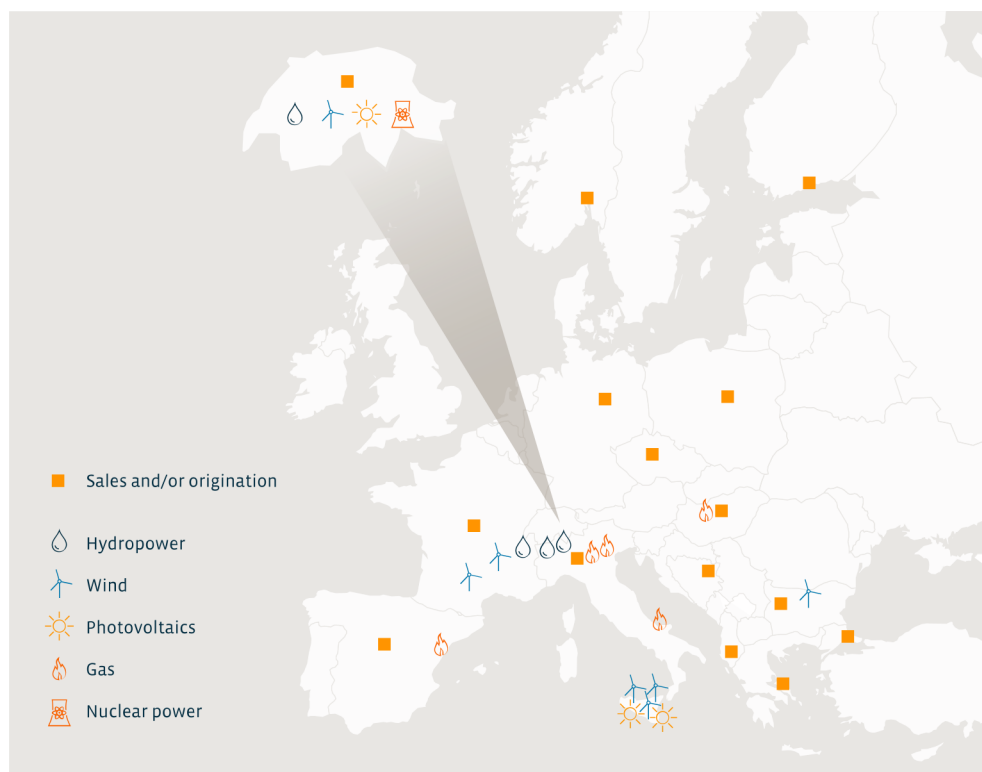 Sales and/or origination
Hydropower
Wind
Photovoltaics
Gas
Nuclear power